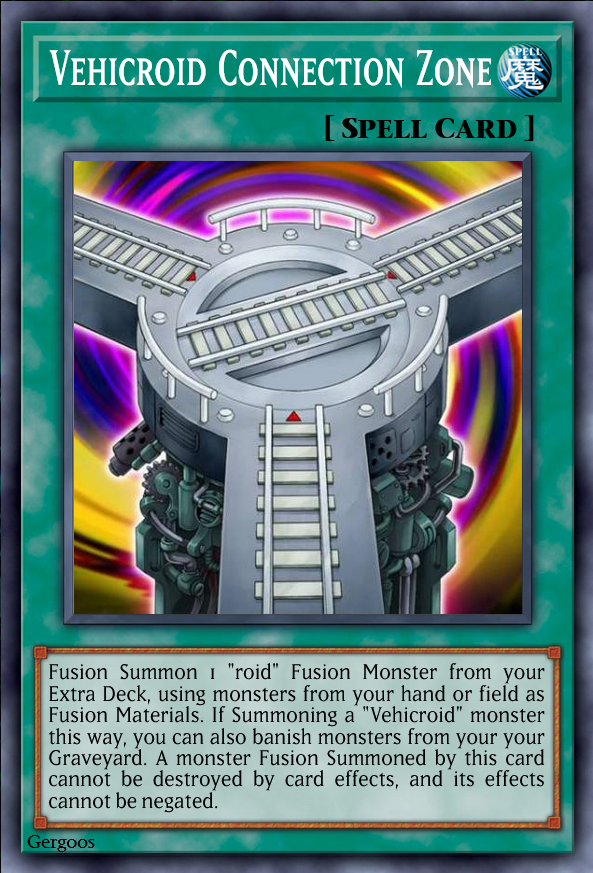 VEHICROID CONNECTION ZONE
SPELL
魔
[ SPELL CARD ]
Fusion Summon 1 "roid" Fusion Monster from your
Extra Deck, using monsters from your hand or field as
Fusion Materials. If Summoning a "Vehicroid" monster
this way, you can also banish monsters from your your
Graveyard. A monster Fusion Summoned by this card
cannot be destroyed by card effects, and its effects
cannot be negated.
Gergoos